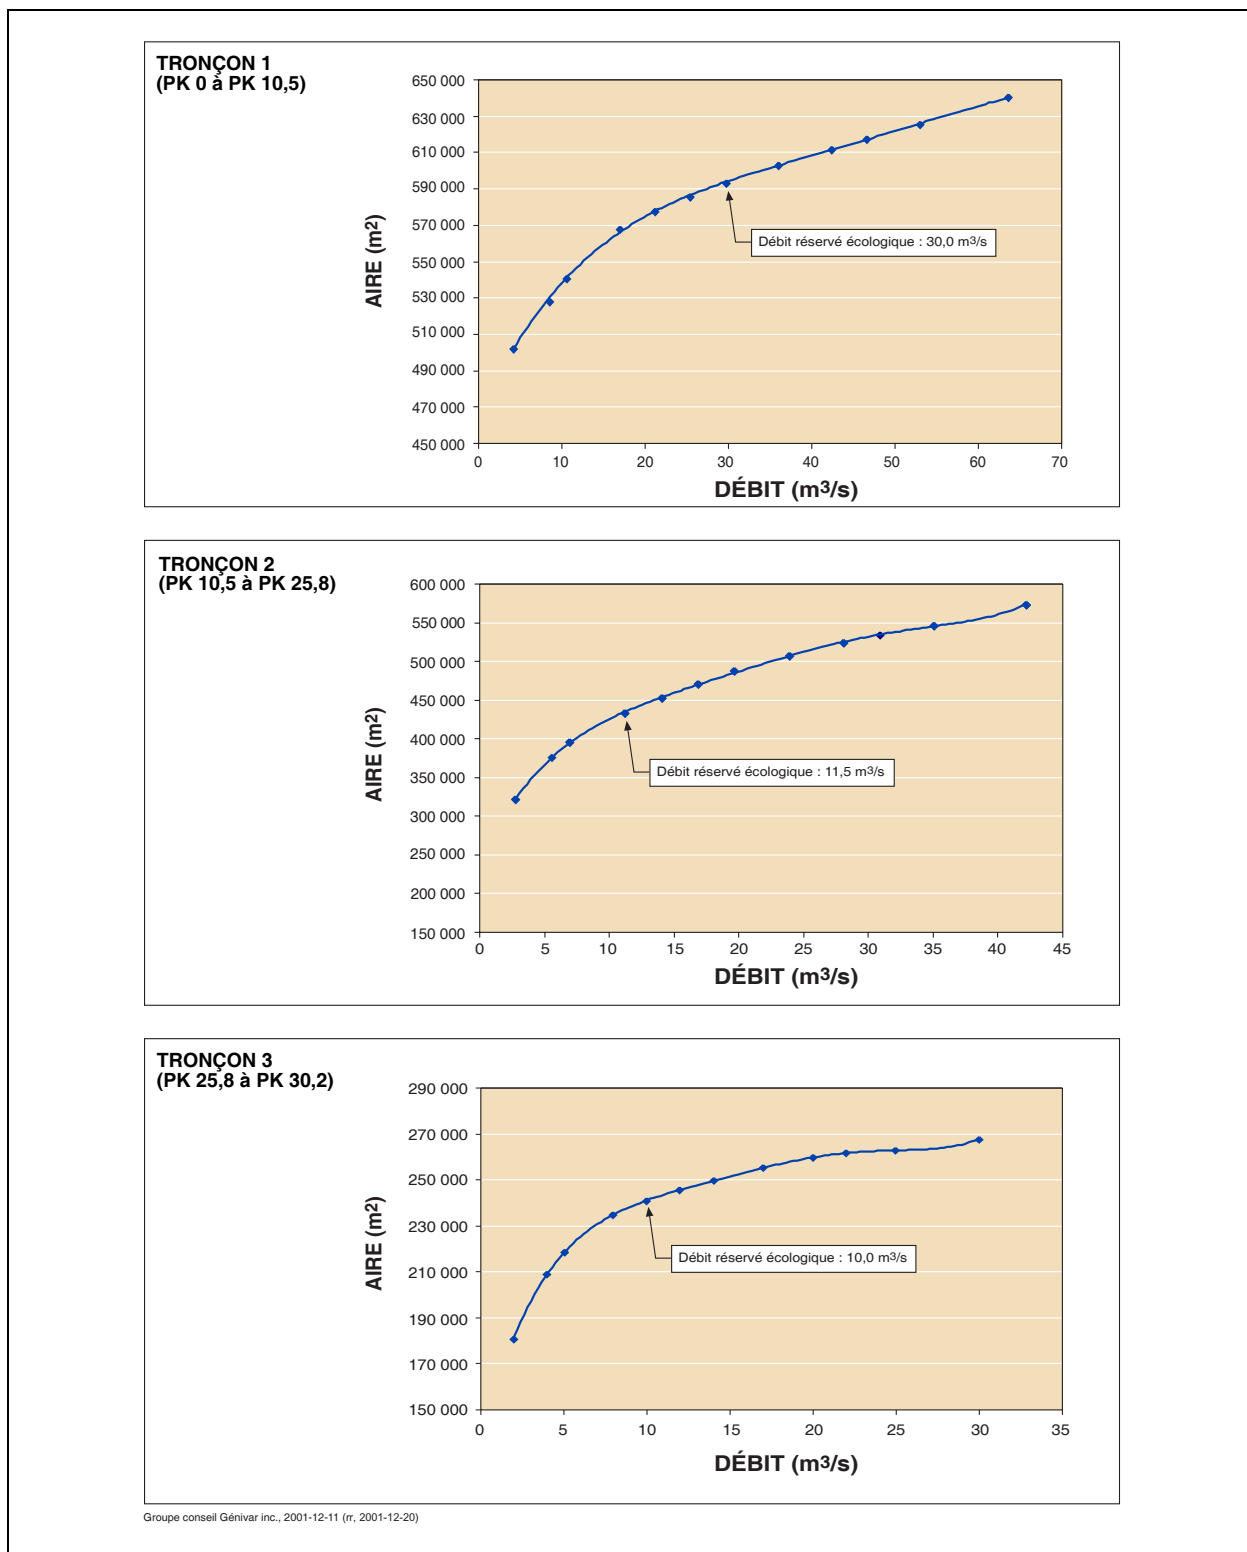 TRONÇON 1
(PK 0 à PK 10,5)
650 000
630 000
610 000
590 000
570 000
550 000
530 000
510 000
490 000
470 000
450 000
AIRE (m2)
Débit réservé écologique : 30,0 m3/s
0 10 20 30 40 50 60 70
DÉBIT (m3/s)
TRONÇON 2
(PK 10,5 à PK 25,8)
600 000
550 000
500 000
450 000
400 000
350 000
300 000
250 000
200 000
150 000
AIRE (m2)
Débit réservé écologique : 11,5 m3/s
0 5 10 15 20 25 30 35 40 45
DÉBIT (m3/s)
TRONÇON 3
(PK 25,8 à PK 30,2)
290 000
270 000
250 000
230 000
210 000
190 000
170 000
150 000
AIRE (m2)
Débit réservé écologique : 10,0 m3/s
0 5 10 15 20 25 30 35
DÉBIT (m3/s)
Groupe conseil Génivar inc., 2001-12-11 (rr, 2001-12-20)